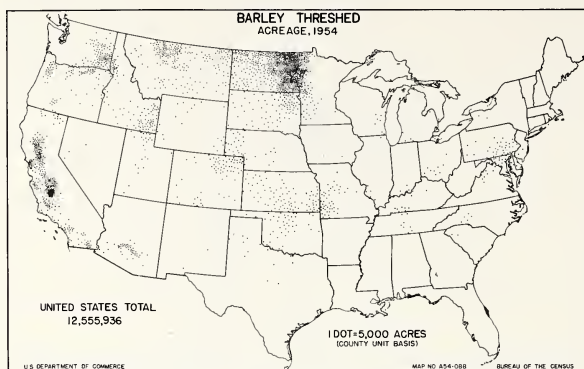 BARLEY THRESHED
ACREAGE, 1954
UNITED STATES TOTAL
12,555,936
1 DOT=5,000 ACRES
(COUNTY UNIT BASIS)
U S DEPARTMENT OF COMMERCE
MAP NO A54-088
BUREAU OF THE CENSUS